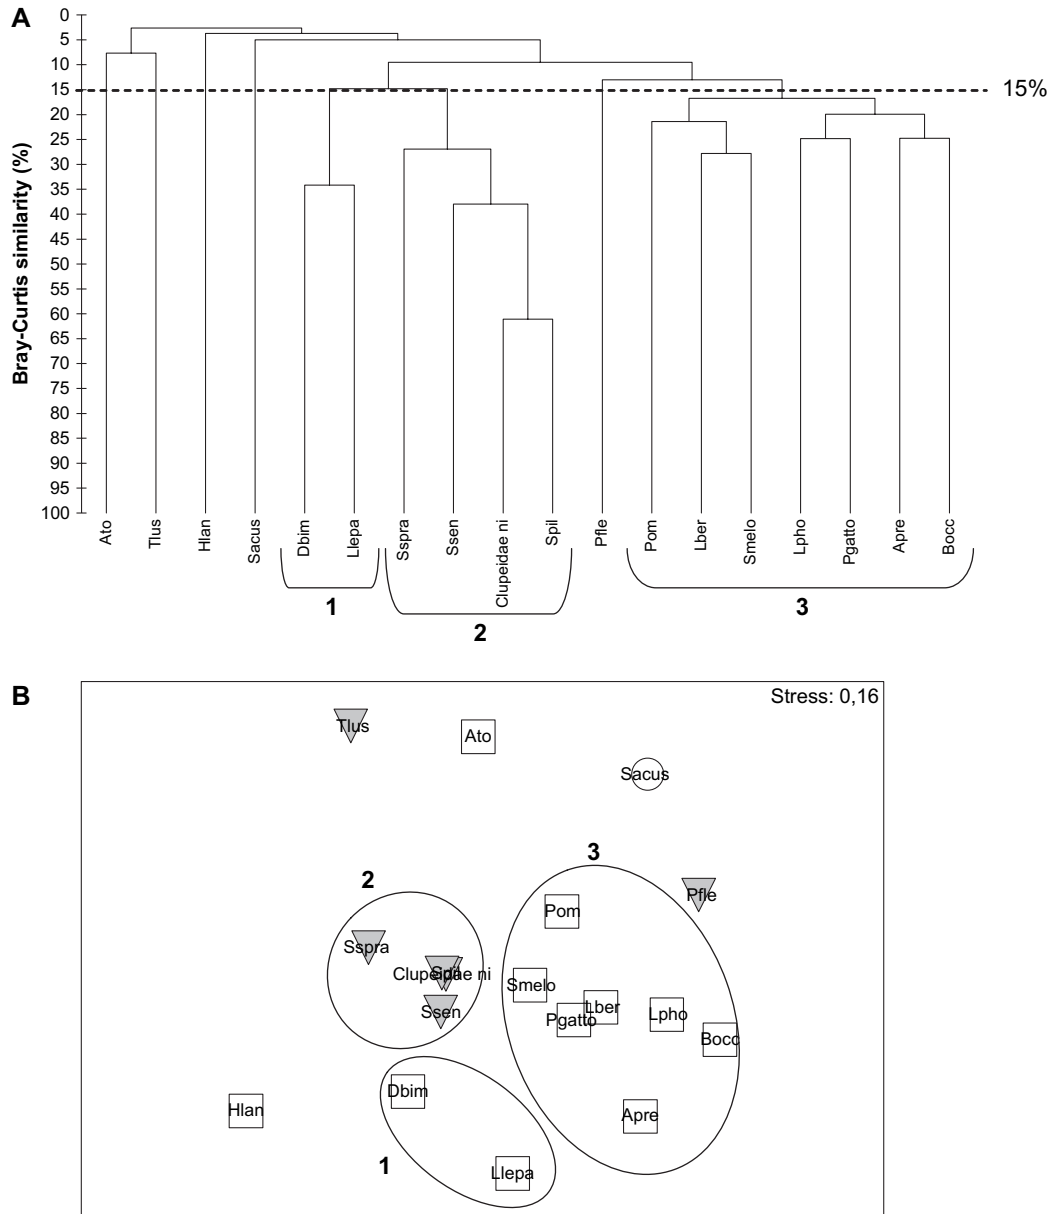 A
0
5
10
15
20
25
30
35
40
45
50
55
60
65
70
75
80
85
90
95
100
Bray-Curtis similarity (%)
15%
Ato
Tlus
Hlan
Sacus
Dbim
Llepa
Sspra
Ssen
Clupeidae ni
Spil
Pfle
Pom
Lber
Smelo
Lpho
Pgatto
Apre
Bocc
1
2
3
B
Stress: 0,16
Tlus
Ato
Sacus
3
2
Pfle
Pom
Sspra
Clupeidae ni
Spil
Smelo
Ssen
Lber
Pgatto
Lpho
Bocc
Dbim
Hlan
Apre
1
Llepa